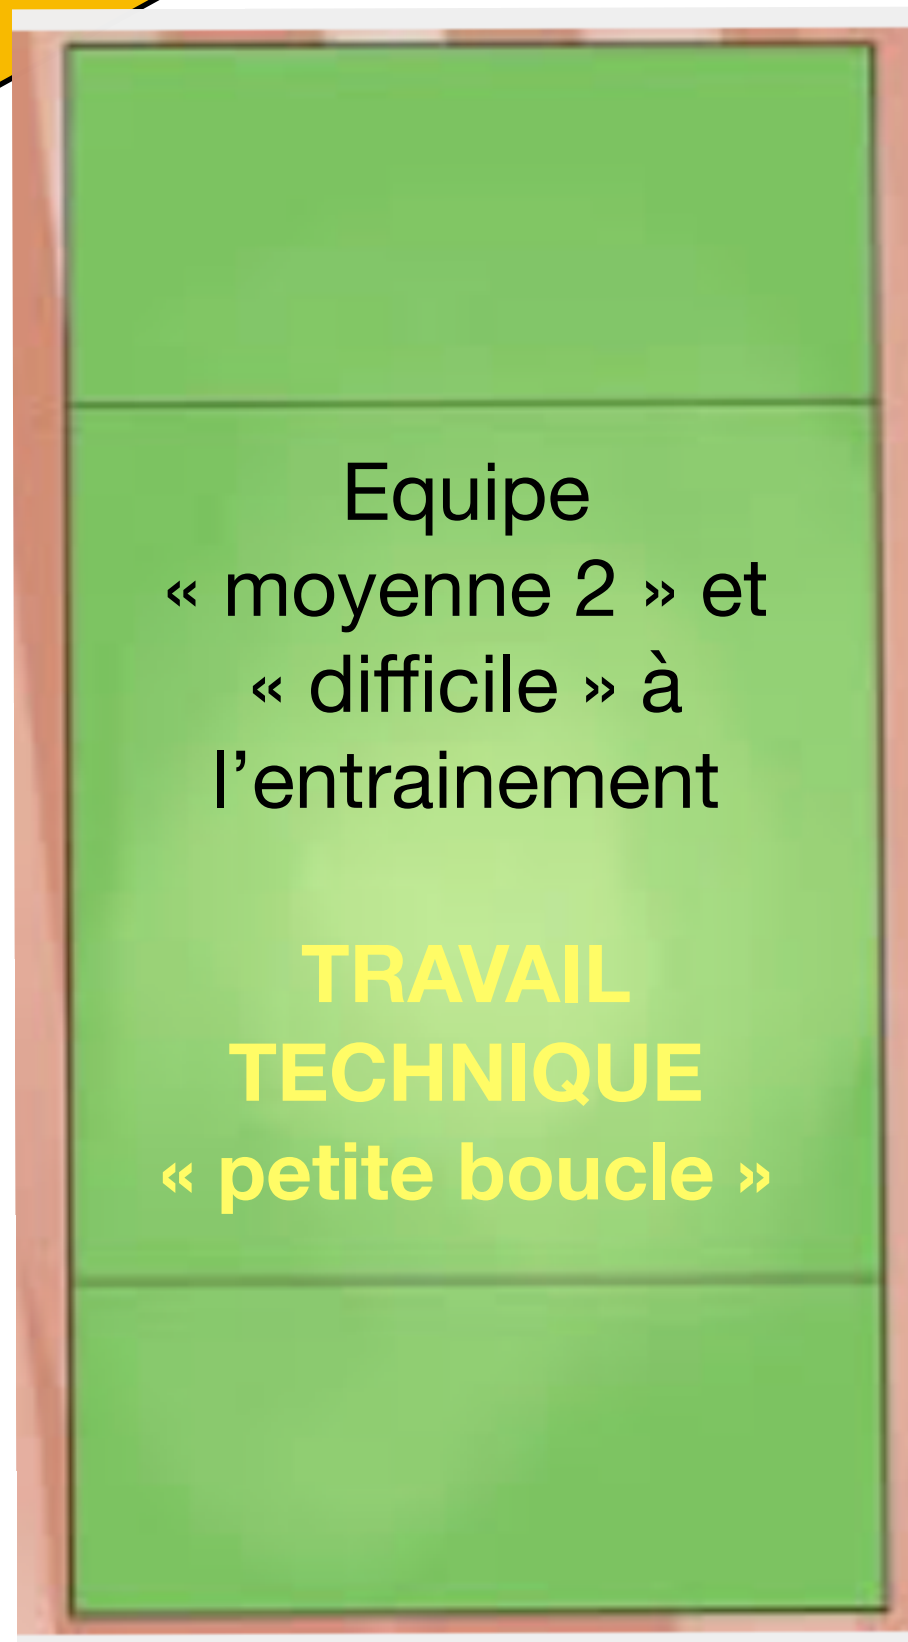 Equipe
« moyenne 2 » et
« difficile » à
l’entrainement
TRAVAIL
TECHNIQUE
« petite boucle »